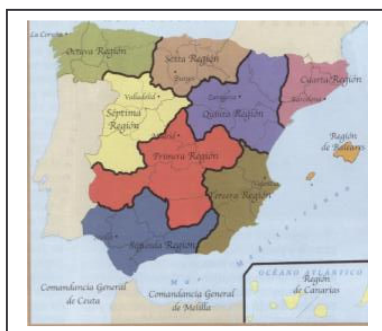 La Coruña
Octava Región
Sexta Región
Burgos
Cuarta Región
Barcelona
Valladolid
Zaragoza
Quinta Región
Séptima
Región
Madrid
Primera Región
Región
de Baleares
Valencia
Tercera Región
Segunda Región
Mar Mediterráneo
OCÉANO ATLÁNTICO
Región
de Canarias
Comandancia General
de Ceuta
Comandancia General
de Melilla